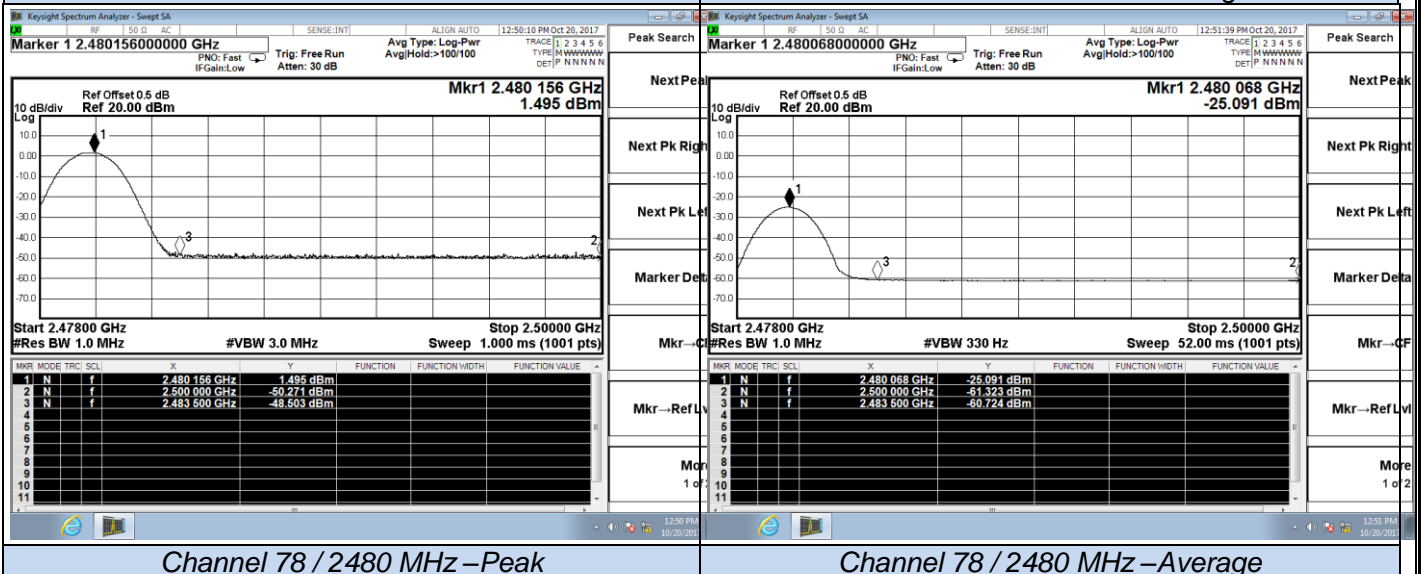 Keysight Spectrum Analyzer - Swept SA
RF 50 Ω AC SENSE:INT ALIGN AUTO 12:50:10 PM Oct 20, 2017
Marker 1 2.480156000000 GHz
PNO: Fast
IFGain:Low
Trig: Free Run
Atten: 30 dB
Avg Type: Log-Pwr
Avg|Hold:>100/100
TRACE 1 2 3 4 5 6
TYPE M WWWWW
DET P N N N N N
Ref Offset 0.5 dB
10 dB/div Ref 20.00 dBm
Log
Mkr1 2.480 156 GHz
1.495 dBm
10.0
0.00
-10.0
-20.0
-30.0
-40.0
-50.0
-60.0
-70.0
1
3
2
Start 2.47800 GHz Stop 2.50000 GHz
#Res BW 1.0 MHz #VBW 3.0 MHz Sweep 1.000 ms (1001 pts)
MKR MODE TRC SCL X Y FUNCTION FUNCTION WIDTH FUNCTION VALUE
1 N f 2.480 156 GHz 1.495 dBm
2 N f 2.500 000 GHz -50.271 dBm
3 N f 2.483 500 GHz -48.503 dBm
4
5
6
7
8
9
10
11
Peak Search
Next Peak
Next Pk Righ
Next Pk Lef
Marker Delt
Mkr→C
Mkr→Ref Lv
Mor
1 of
12:50 PM
10/20/201
Channel 78 / 2480 MHz –Peak
Keysight Spectrum Analyzer - Swept SA
RF 50 Ω AC SENSE:INT ALIGN AUTO 12:51:39 PM Oct 20, 2017
Marker 1 2.480068000000 GHz
PNO: Fast
IFGain:Low
Trig: Free Run
Atten: 30 dB
Avg Type: Log-Pwr
Avg|Hold:>100/100
TRACE 1 2 3 4 5 6
TYPE M WWWWW
DET P N N N N N
Ref Offset 0.5 dB
10 dB/div Ref 20.00 dBm
Log
Mkr1 2.480 068 GHz
-25.091 dBm
10.0
0.00
-10.0
-20.0
-30.0
-40.0
-50.0
-60.0
-70.0
1
3
2
Start 2.47800 GHz Stop 2.50000 GHz
#Res BW 1.0 MHz #VBW 330 Hz Sweep 52.00 ms (1001 pts)
MKR MODE TRC SCL X Y FUNCTION FUNCTION WIDTH FUNCTION VALUE
1 N f 2.480 068 GHz -25.091 dBm
2 N f 2.500 000 GHz -61.323 dBm
3 N f 2.483 500 GHz -60.724 dBm
4
5
6
7
8
9
10
11
Peak Search
Next Peak
Next Pk Right
Next Pk Left
Marker Delta
Mkr→CF
Mkr→Ref Lvl
More
1 of 2
12:51 PM
10/20/2017
Channel 78 / 2480 MHz –Average